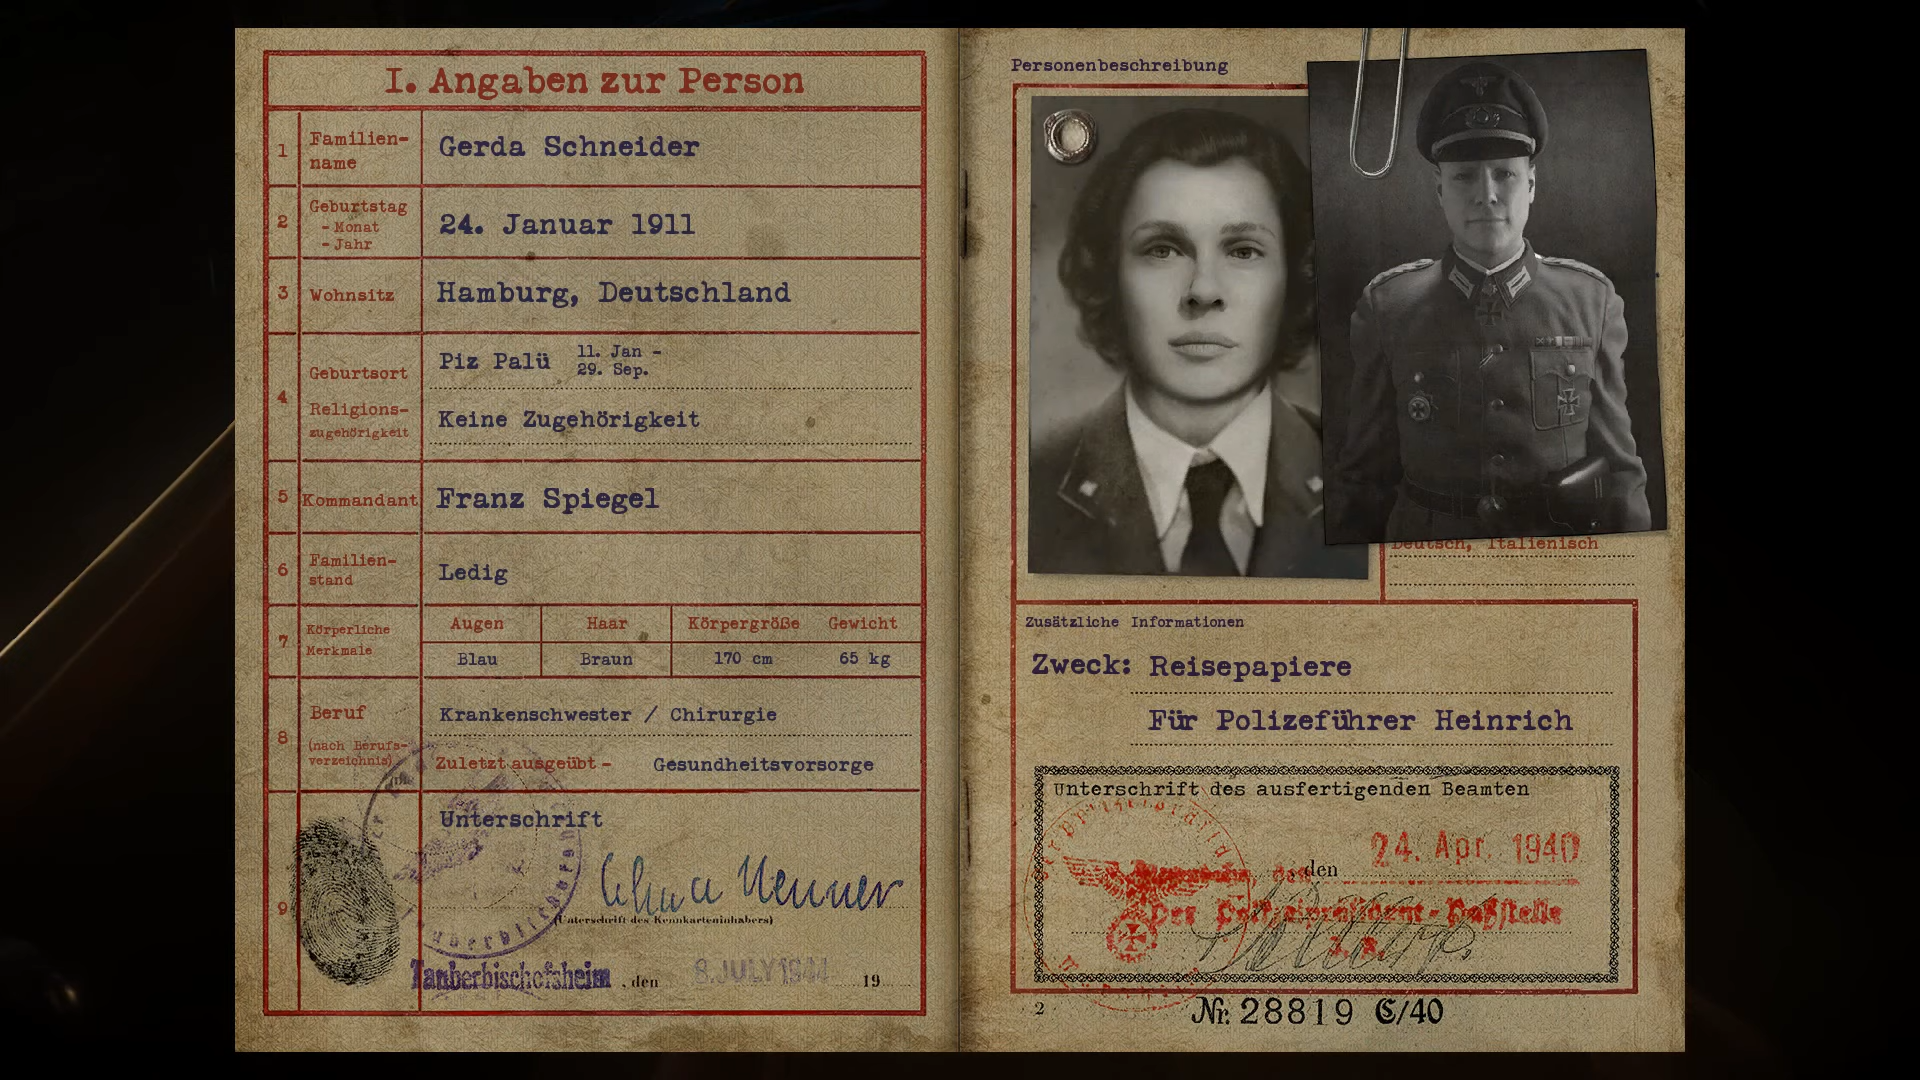 I. Angaben zur Person
1 Familien-
name
Gerda Schneider
2 Geburtstag
- Monat
- Jahr
24. Januar 1911
3 Wohnsitz
Hamburg, Deutschland
4 Geburtsort
Piz Palü
11. Jan -
29. Sep.
Religions-
zugehörigkeit
Keine Zugehörigkeit
5 Kommandant
Franz Spiegel
6 Familien-
stand
Ledig
7 Körperliche
Merkmale
Augen Haar Körpergröße Gewicht
Blau Braun 170 cm 65 kg
8 Beruf
(nach Berufs-
verzeichnis)
Krankenschwester / Chirurgie
Zuletzt ausgeübt - Gesundheitsvorsorge
9
Unterschrift
(Unterschrift des Kennkarteninhabers)
Tauberbischofsheim, den 8. JULY 1944 19
Personenbeschreibung
Deutsch, Italienisch
Zusätzliche Informationen
Zweck: Reisepapiere
Für Polizeführer Heinrich
Unterschrift des ausfertigenden Beamten
den 24. Apr. 1940
Der Polizeipräsident - Paßstelle
2
Nr. 28819 C/40